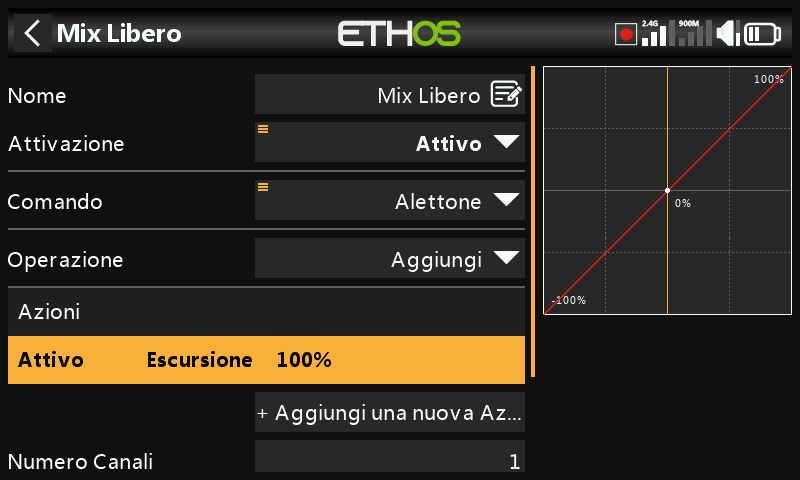 Mix Libero
ETHOS
2.4G
900M
Nome
Mix Libero
Attivazione
Attivo
Comando
Alettone
Operazione
Aggiungi
Azioni
Attivo Escursione 100%
+ Aggiungi una nuova Az...
Numero Canali
1
100%
0%
-100%